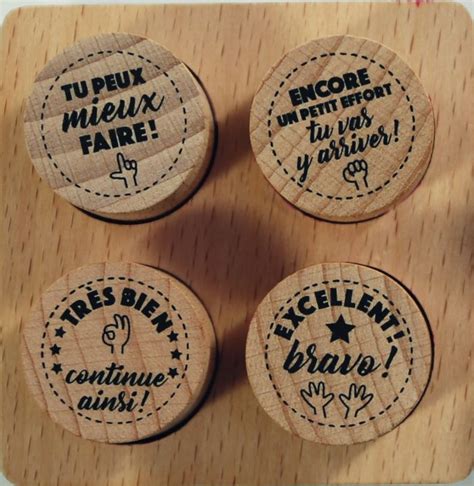 TU PEUX
mieux
FAIRE!
ENCORE
UN PETIT EFFORT
tu vas
y arriver!
TRÈS BIEN
continue
ainsi!
EXCELLENT!
bravo!